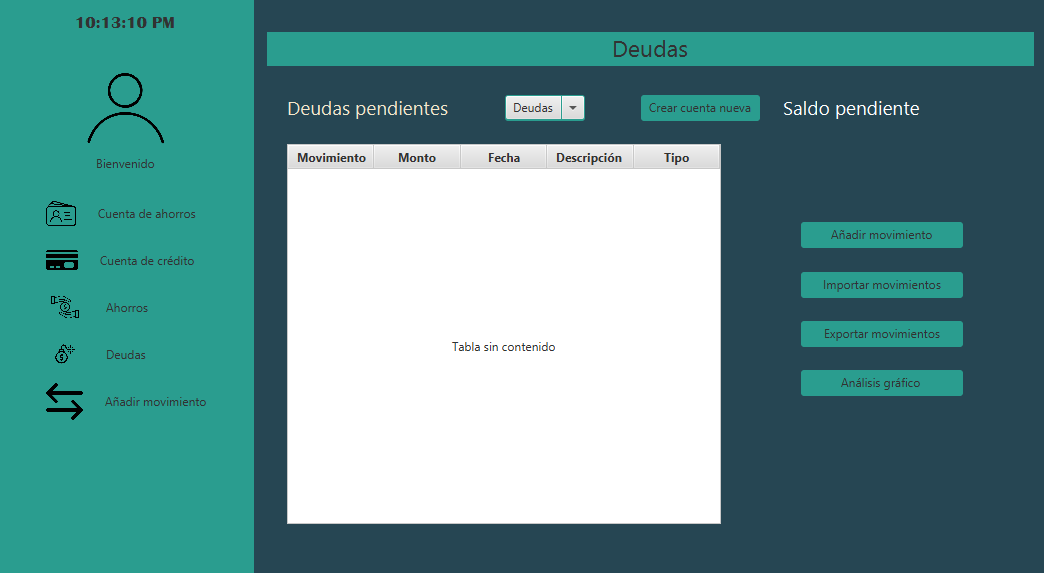 10:13:10 PM
Bienvenido
Cuenta de ahorros
Cuenta de crédito
Ahorros
Deudas
Añadir movimiento
Deudas
Deudas pendientes
Deudas
Crear cuenta nueva
Saldo pendiente
Movimiento Monto Fecha Descripción Tipo
Tabla sin contenido
Añadir movimiento
Importar movimientos
Exportar movimientos
Análisis gráfico